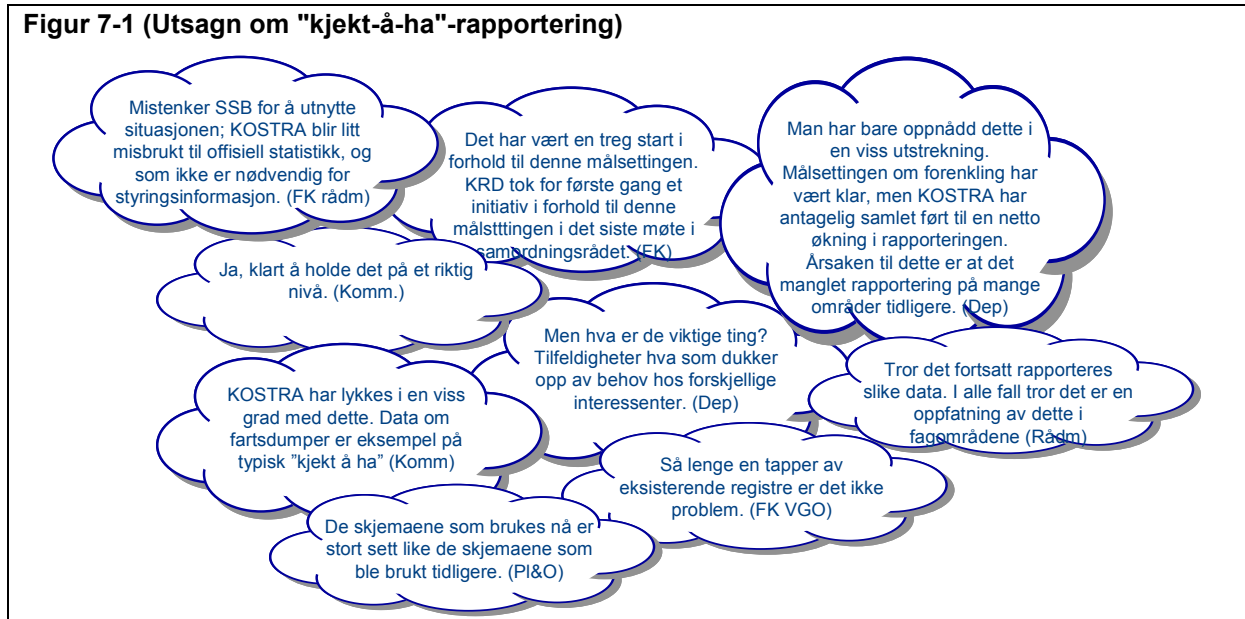 Figur 7-1 (Utsagn om "kjekt-å-ha"-rapportering)
Mistenker SSB for å utnytte
situasjonen; KOSTRA blir litt
misbrukt til offisiell statistikk, og
som ikke er nødvendig for
styringsinformasjon. (FK rådm)
Det har vært en treg start i
forhold til denne målsettingen.
KRD tok for første gang et
initiativ i forhold til denne
målstttingen i det siste møte i
samordningsrådet. (FK)
Man har bare oppnådd dette i
en viss utstrekning.
Målsettingen om forenkling har
vært klar, men KOSTRA har
antagelig samlet ført til en netto
økning i rapporteringen.
Årsaken til dette er at det
manglet rapportering på mange
områder tidligere. (Dep)
Ja, klart å holde det på et riktig
nivå. (Komm.)
Men hva er de viktige ting?
Tilfeldigheter hva som dukker
opp av behov hos forskjellige
interessenter. (Dep)
Tror det fortsatt rapporteres
slike data. I alle fall tror det er en
oppfatning av dette i
fagområdene (Rådm)
KOSTRA har lykkes i en viss
grad med dette. Data om
fartsdumper er eksempel på
typisk ”kjekt å ha” (Komm)
Så lenge en tapper av
eksisterende registre er det ikke
problem. (FK VGO)
De skjemaene som brukes nå er
stort sett like de skjemaene som
ble brukt tidligere. (Pl&O)